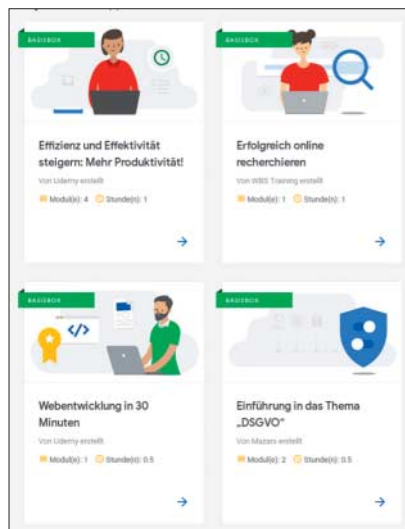 BASISBOX
Effizienz und Effektivität
steigern: Mehr Produktivität!
Von Udemy erstellt
Modul(e): 4 Stunde(n): 1
BASISBOX
Erfolgreich online
recherchieren
Von WBS Training erstellt
Modul(e): 1 Stunde(n): 1
BASISBOX
</>
Webentwicklung in 30
Minuten
Von Udemy erstellt
Modul(e): 1 Stunde(n): 0.5
BASISBOX
Einführung in das Thema
„DSGVO“
Von Mazars erstellt
Modul(e): 2 Stunde(n): 0.5